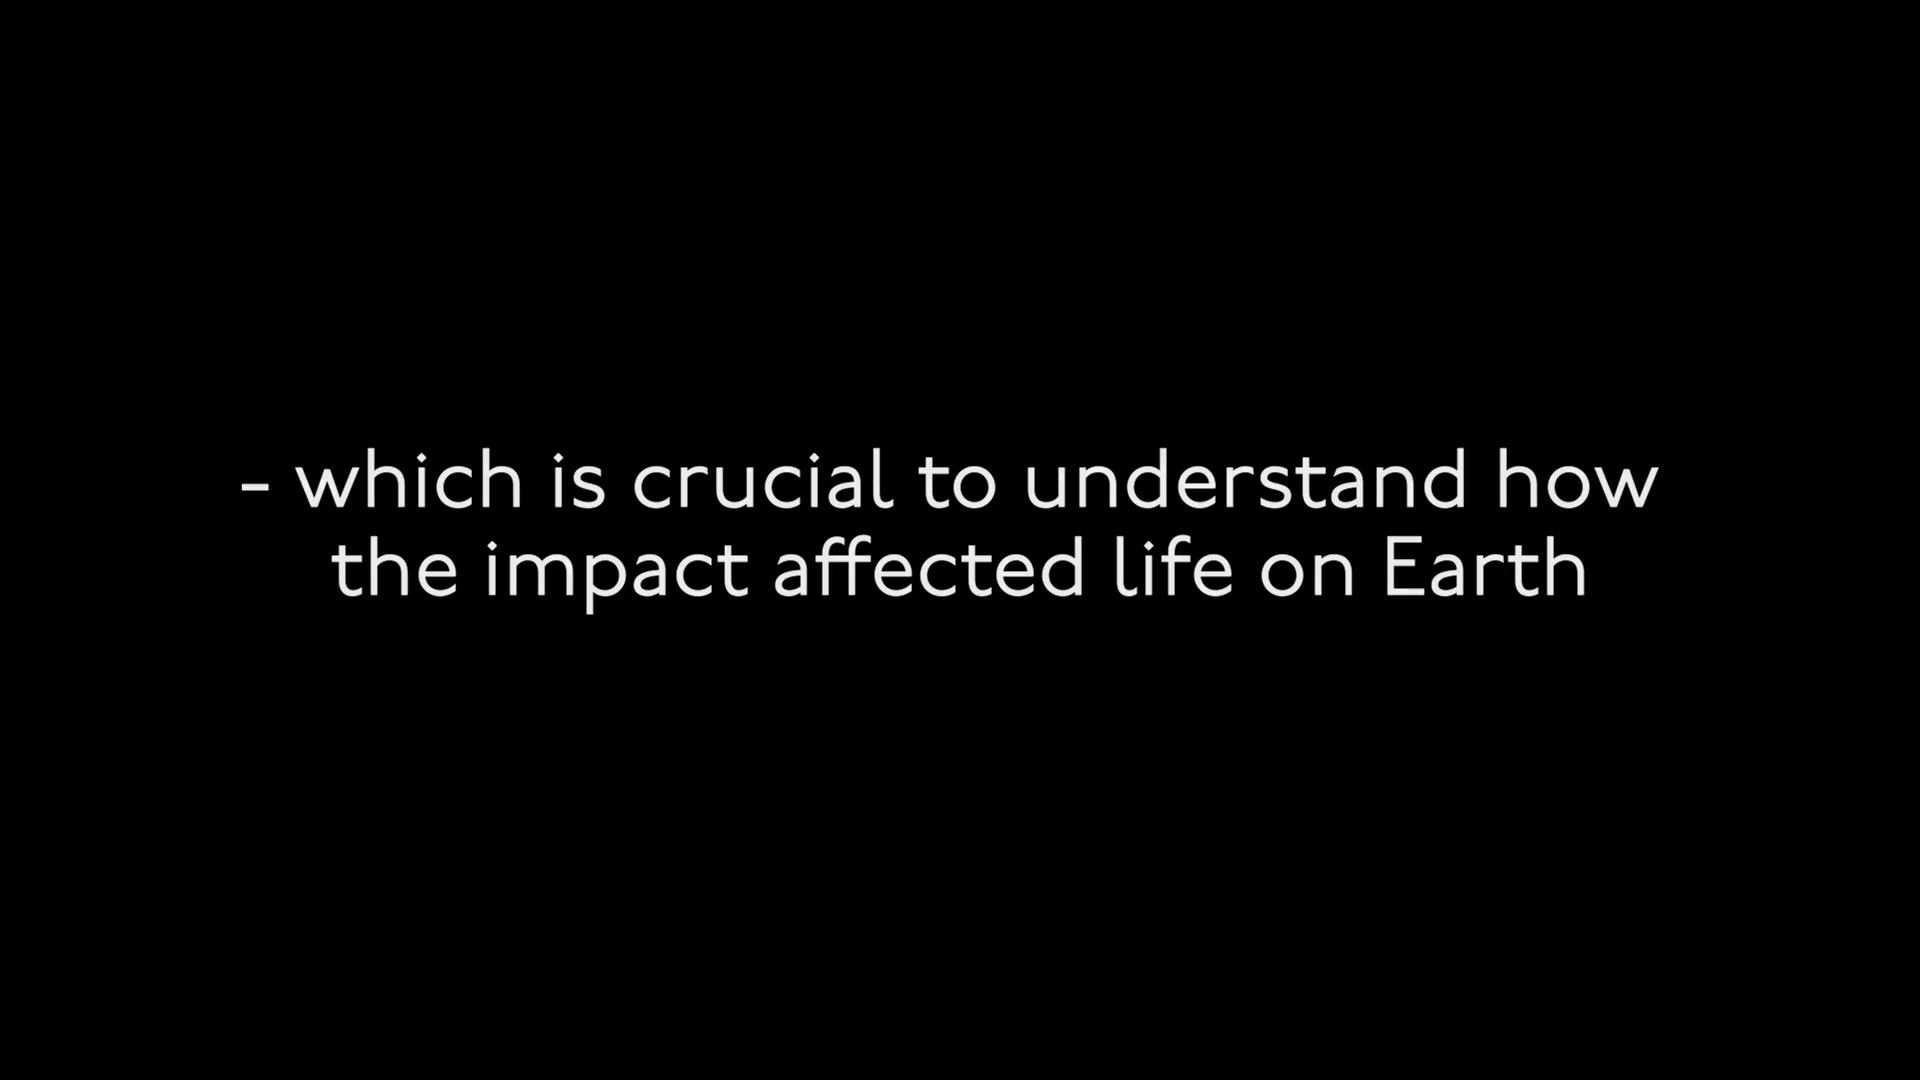 - which is crucial to understand how
the impact affected life on Earth